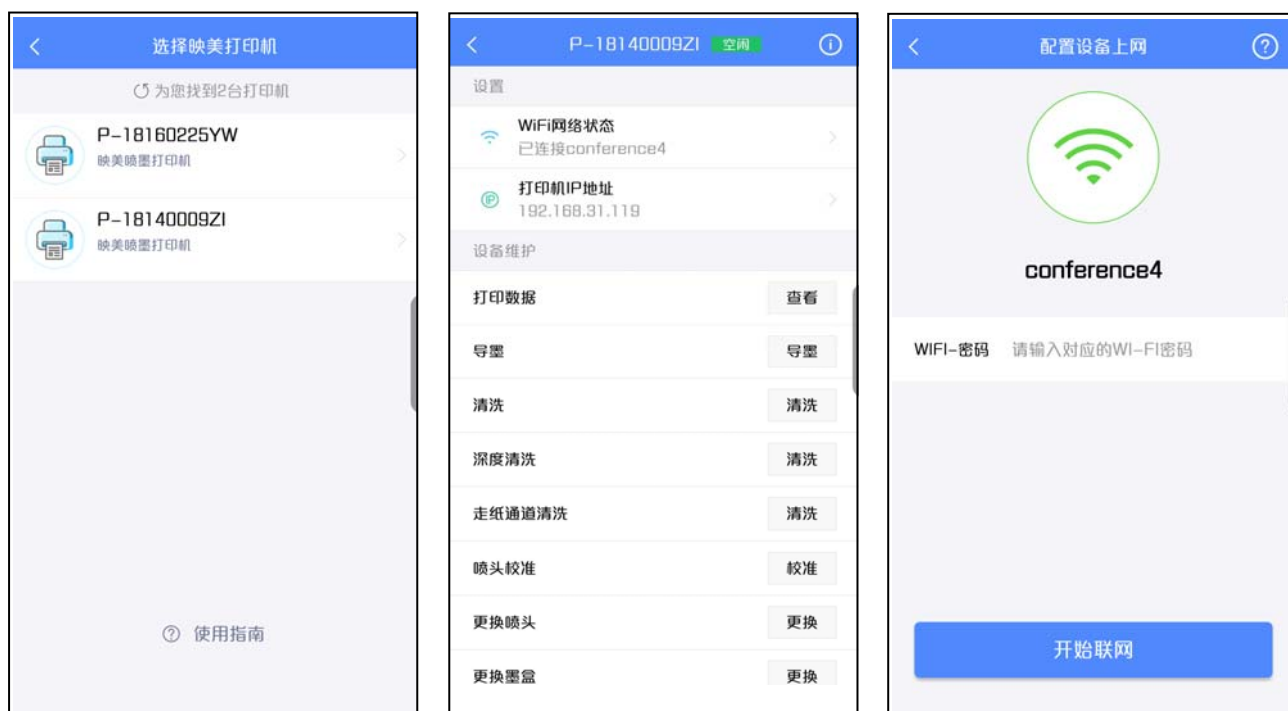 选择映美打印机
为您找到2台打印机
P-18160225YW
映美喷墨打印机
P-18140009ZI
映美喷墨打印机
使用指南
P-18140009ZI 空闲
设置
WiFi网络状态
已连接conference4
打印机IP地址
IP
192.168.31.119
设备维护
打印数据 查看
导墨 导墨
清洗 清洗
深度清洗 清洗
走纸通道清洗 清洗
喷头校准 校准
更换喷头 更换
更换墨盒 更换
配置设备上网
conference4
WIFI-密码 请输入对应的WI-FI密码
开始联网